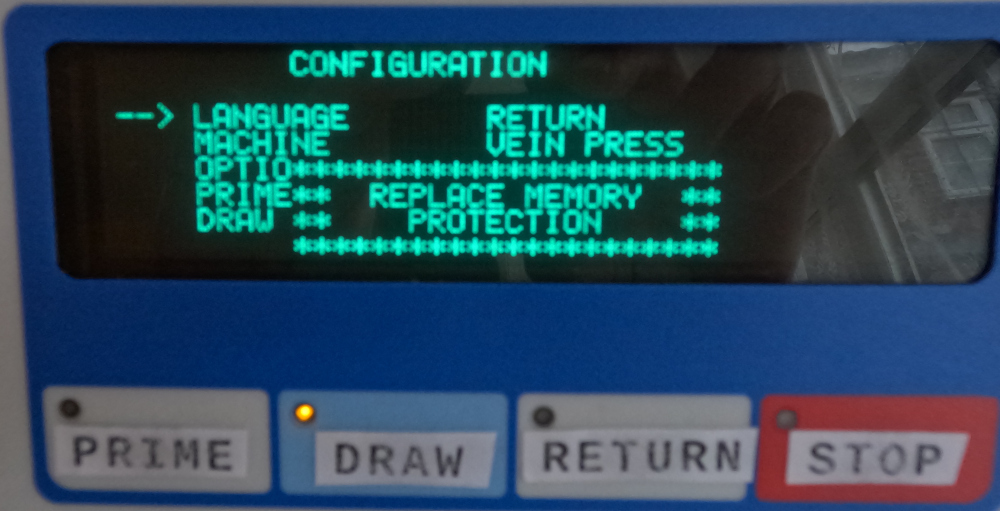 CONFIGURATION
--> LANGUAGE RETURN
MACHINE VEIN PRESS
OPTIO**********************
PRIME** REPLACE MEMORY **
DRAW ** PROTECTION **
**********************
PRIME DRAW RETURN STOP